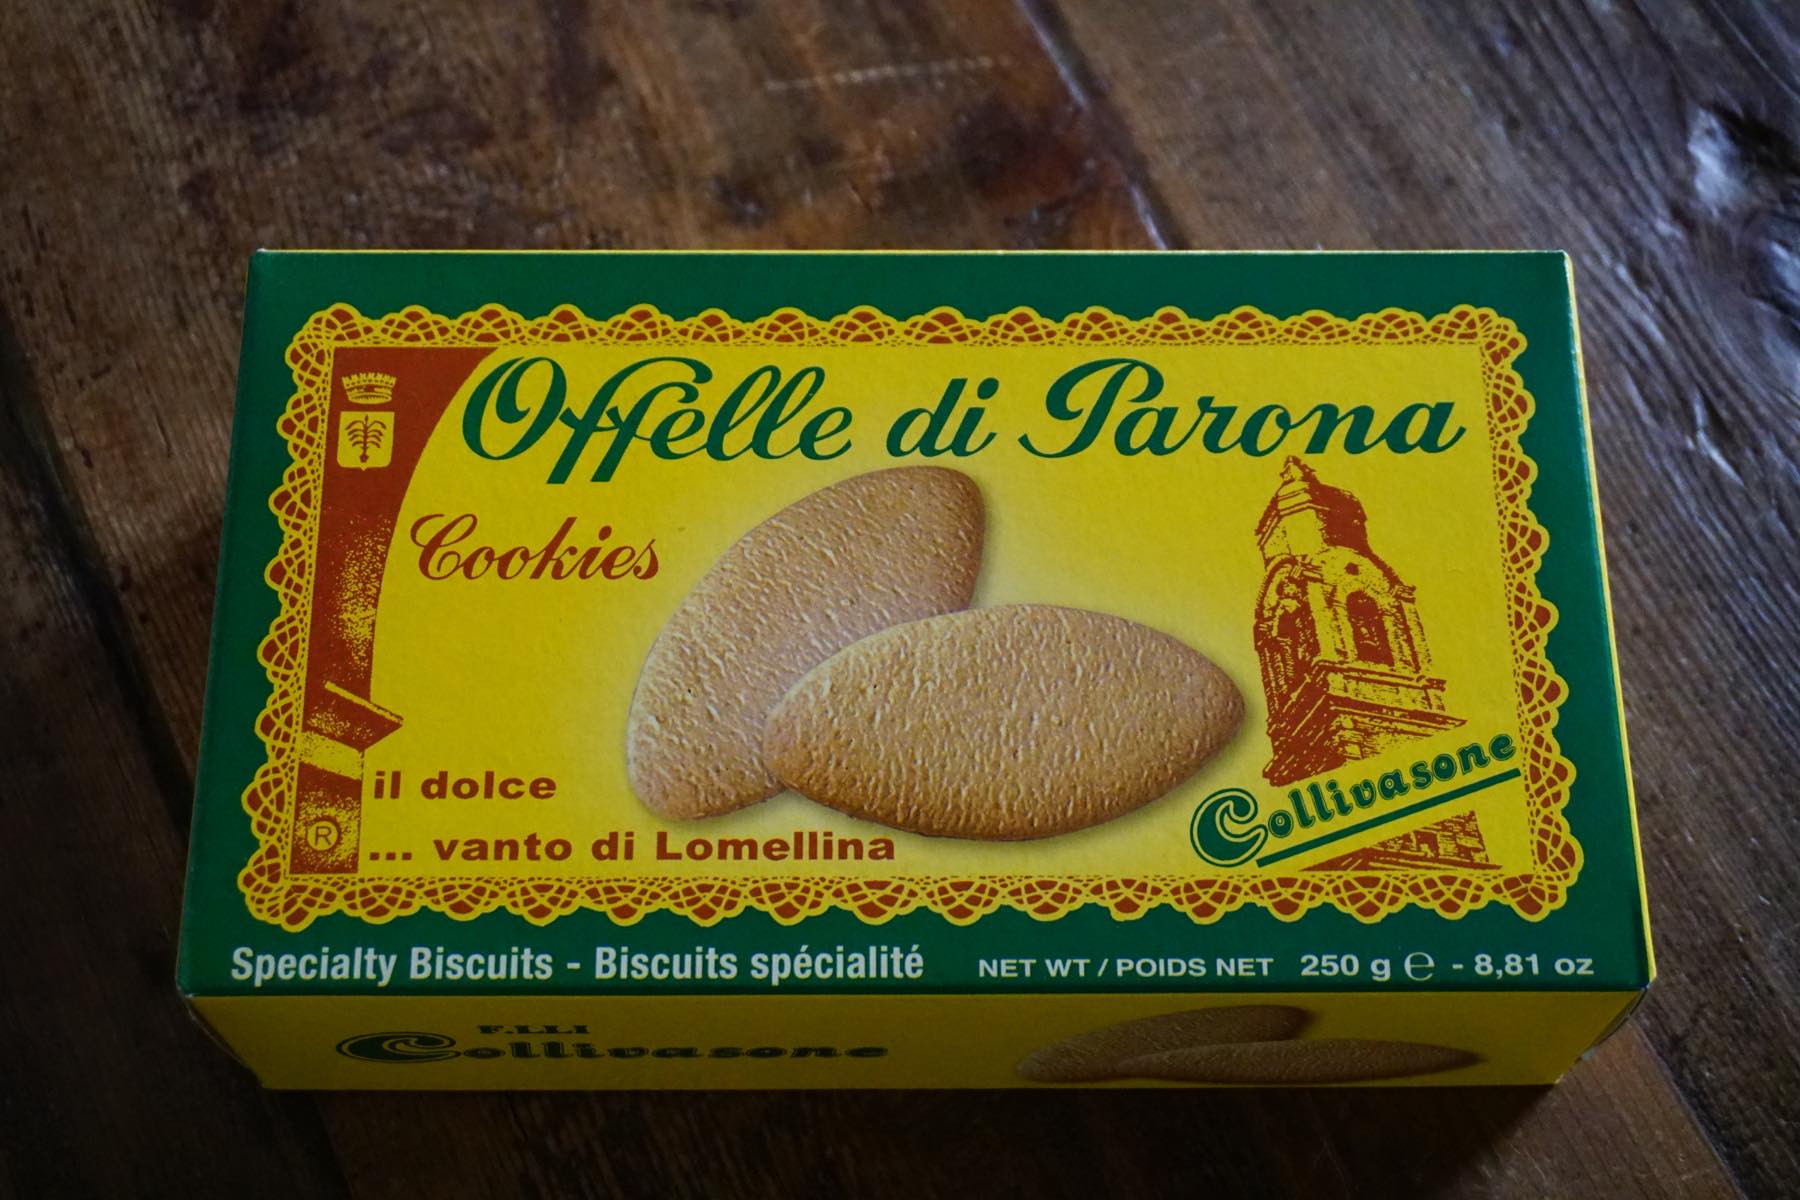 Offelle di Parona
Cookies
il dolce
... vanto di Lomellina
®
Collivasone
Specialty Biscuits - Biscuits spécialité
NET WT / POIDS NET 250 g ℮ - 8,81 oz
F.LLI
Collivasone